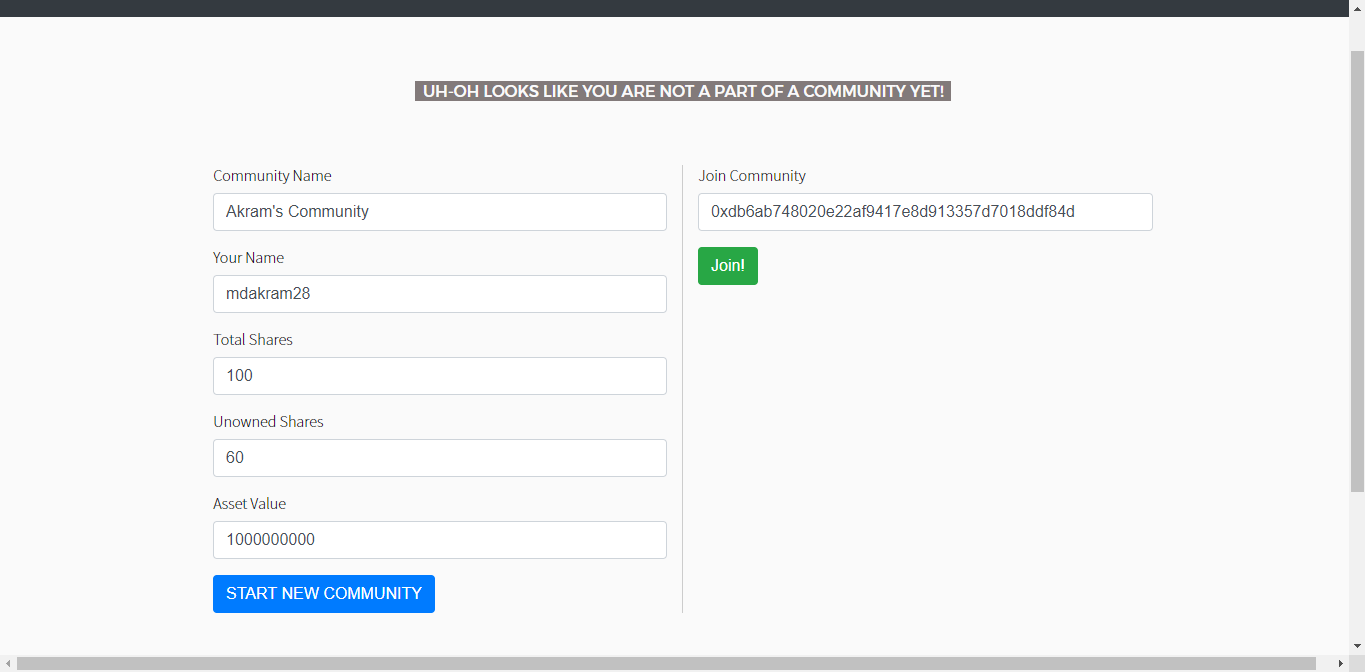 UH-OH LOOKS LIKE YOU ARE NOT A PART OF A COMMUNITY YET!
Community Name
Akram's Community
Your Name
mdakram28
Total Shares
100
Unowned Shares
60
Asset Value
1000000000
START NEW COMMUNITY
Join Community
0xdb6ab748020e22af9417e8d913357d7018ddf84d
Join!